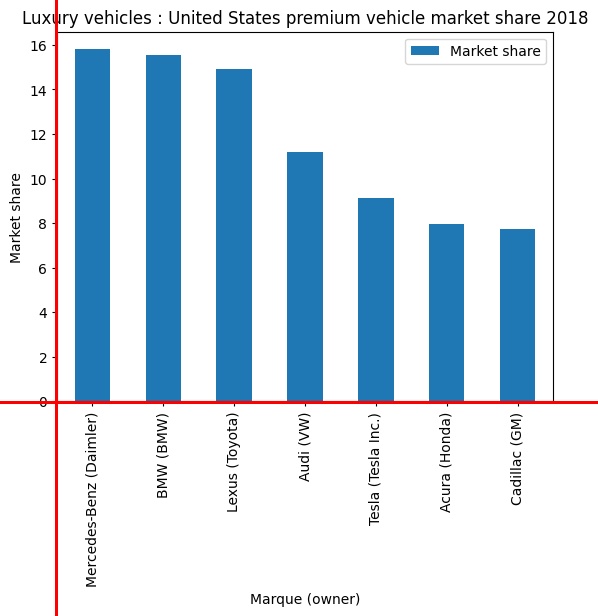 Luxury vehicles : United States premium vehicle market share 2018
Market share
16
14
12
10
8
6
4
2
0
Market share
Mercedes-Benz (Daimler)
BMW (BMW)
Lexus (Toyota)
Audi (VW)
Tesla (Tesla Inc.)
Acura (Honda)
Cadillac (GM)
Marque (owner)